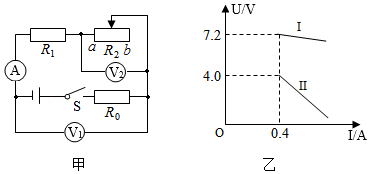 R₁ a R₂ b
A V₂
S R₀
V₁
甲
U/V
7.2 I
4.0 II
O 0.4 I/A
乙